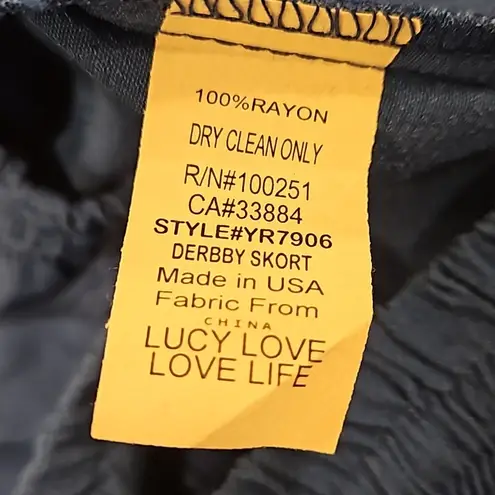 100%RAYON
DRY CLEAN ONLY
R/N#100251
CA#33884
STYLE#YR7906
DERBBY SKORT
Made in USA
Fabric From
CHINA
LUCY LOVE
LOVE LIFE